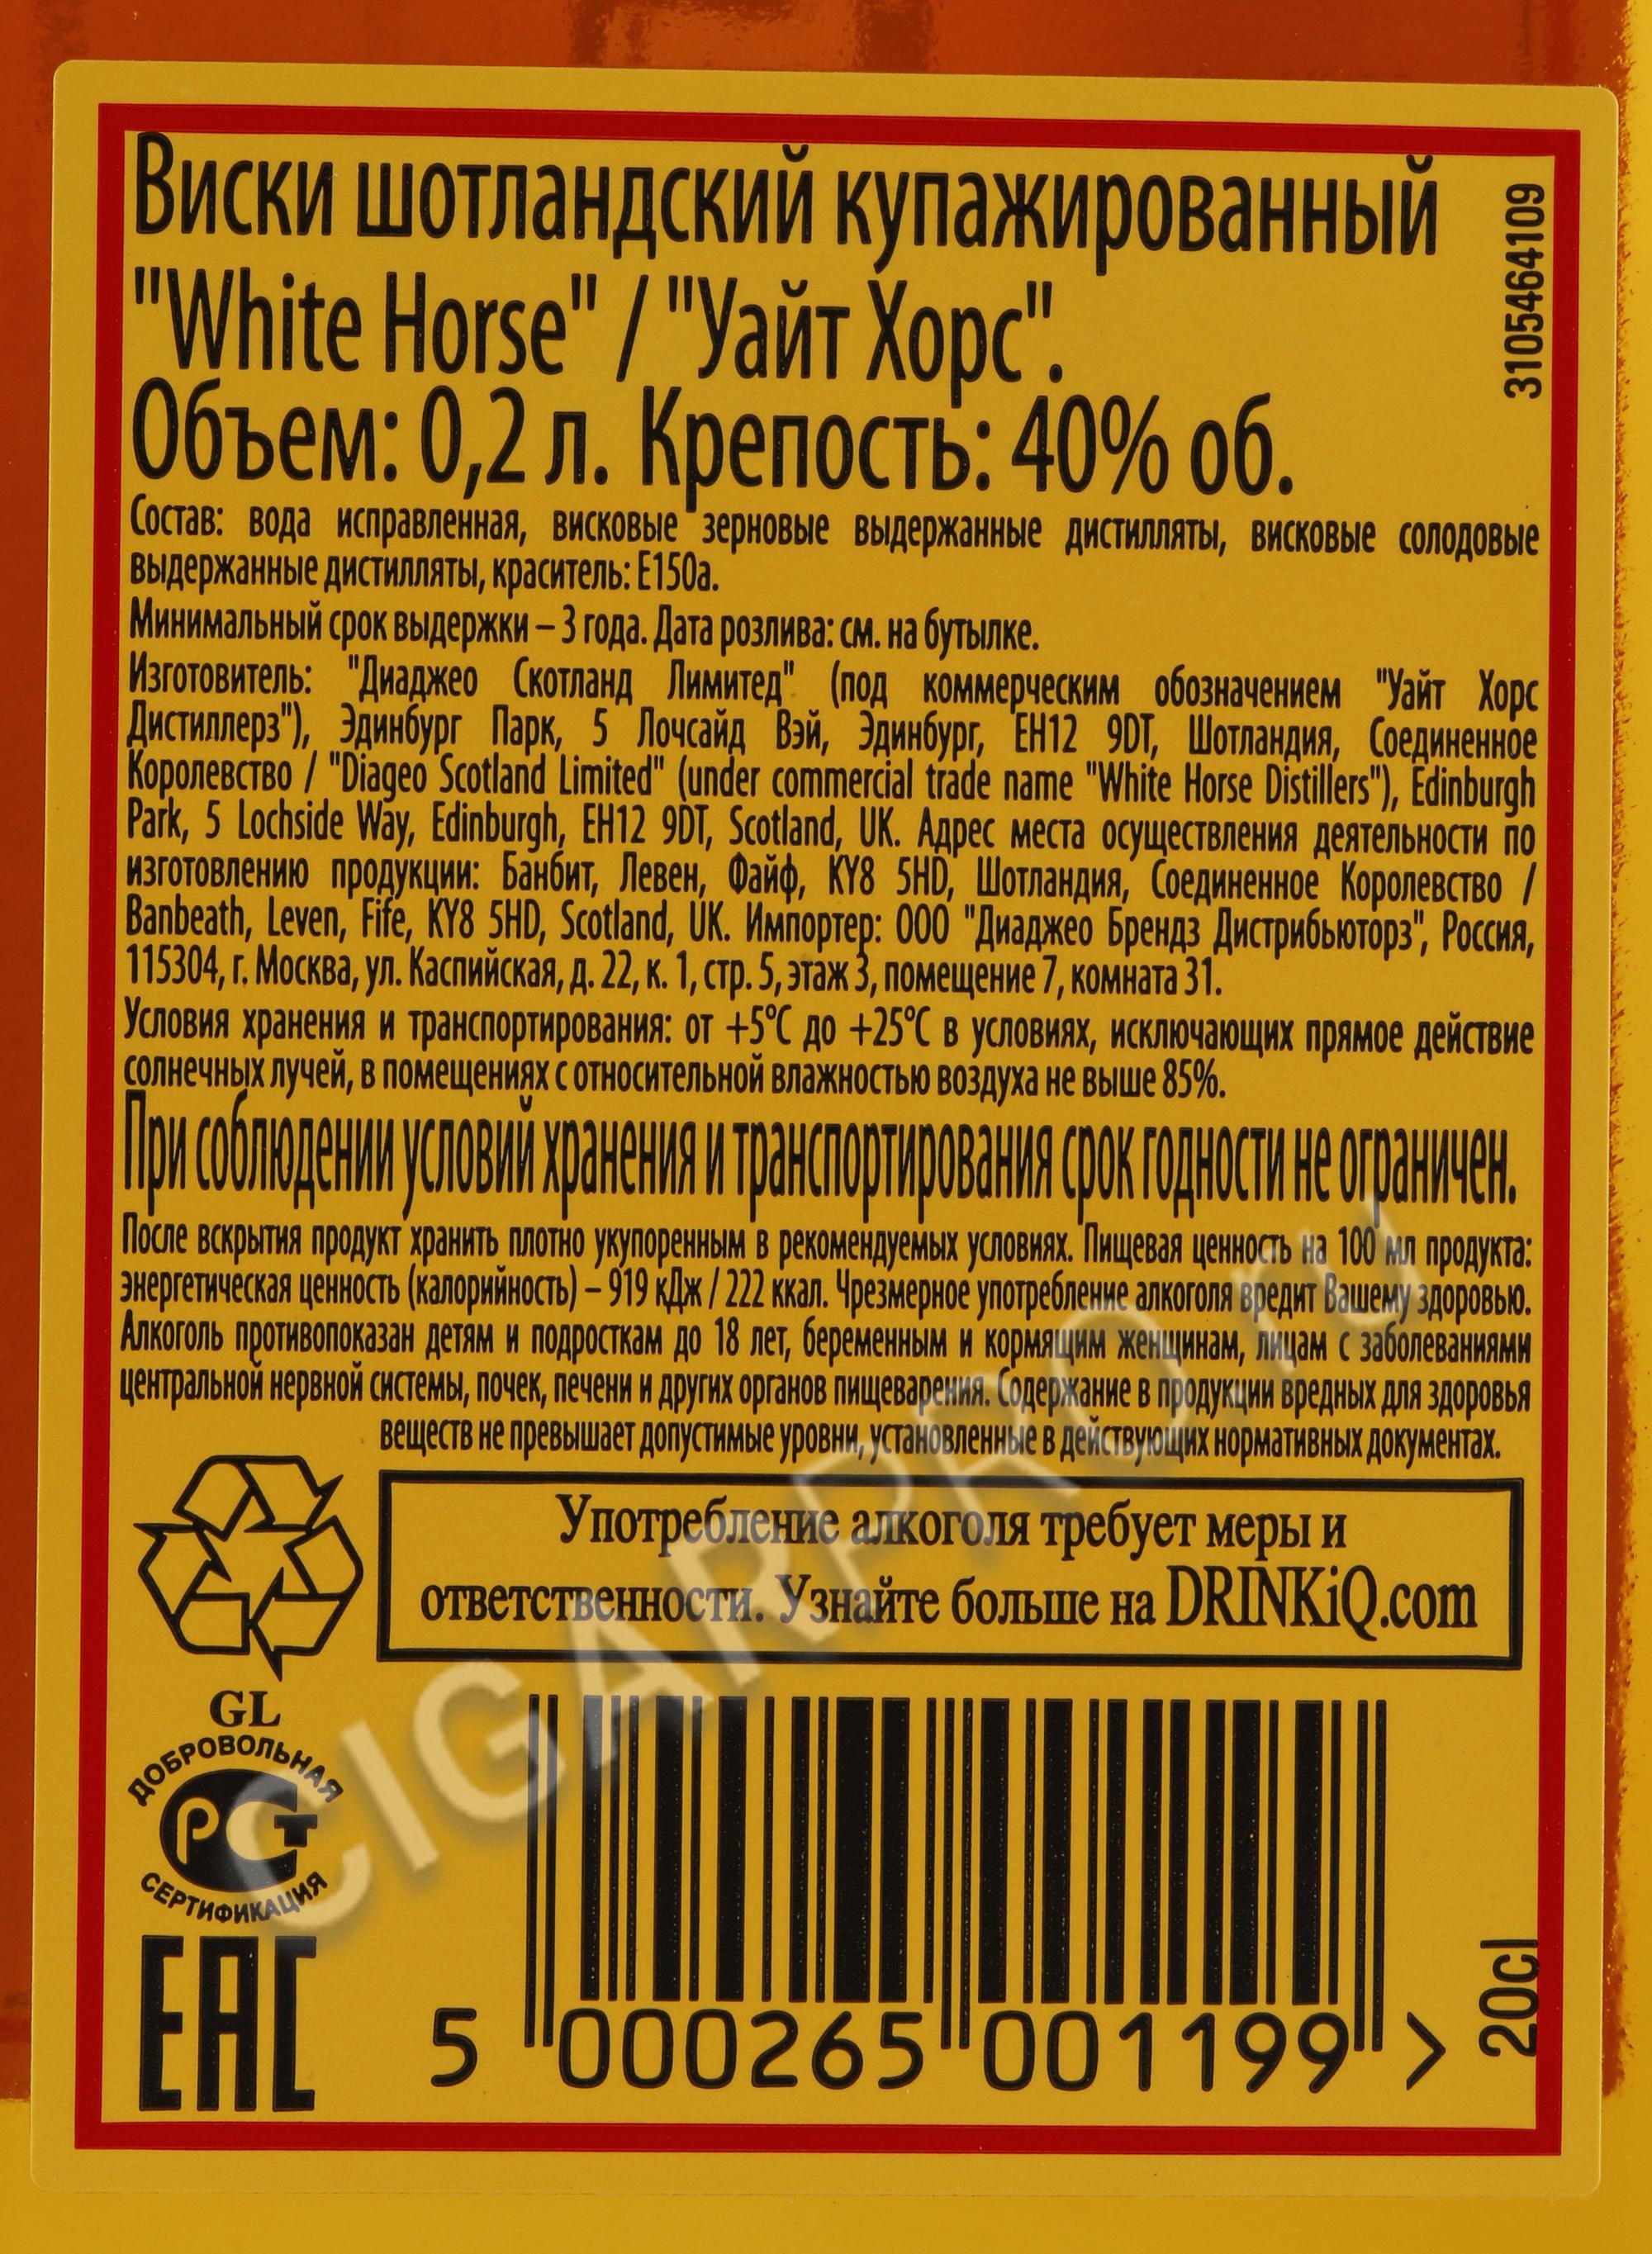 Виски шотландский купажированный
"White Horse" / "Уайт Хорс".
Объем: 0,2 л. Крепость: 40% об.
3105464109
Состав: вода исправленная, висковые зерновые выдержанные дистилляты, висковые солодовые
выдержанные дистилляты, краситель: Е150а.
Минимальный срок выдержки – 3 года. Дата розлива: см. на бутылке.
Изготовитель: "Диаджео Скотланд Лимитед" (под коммерческим обозначением "Уайт Хорс
Дистиллерз"), Эдинбург Парк, 5 Лочсайд Вэй, Эдинбург, EH12 9DT, Шотландия, Соединенное
Королевство / "Diageo Scotland Limited" (under commercial trade name "White Horse Distillers"), Edinburgh
Park, 5 Lochside Way, Edinburgh, EH12 9DT, Scotland, UK. Адрес места осуществления деятельности по
изготовлению продукции: Банбит, Левен, Файф, KY8 5HD, Шотландия, Соединенное Королевство /
Banbeath, Leven, Fife, KY8 5HD, Scotland, UK. Импортер: ООО "Диаджео Брендз Дистрибьюторз", Россия,
115304, г. Москва, ул. Каспийская, д. 22, к. 1, стр. 5, этаж 3, помещение 7, комната 31.
Условия хранения и транспортирования: от +5°С до +25°С в условиях, исключающих прямое действие
солнечных лучей, в помещениях с относительной влажностью воздуха не выше 85%.
При соблюдении условий хранения и транспортирования срок годности не ограничен.
После вскрытия продукт хранить плотно укупоренным в рекомендуемых условиях. Пищевая ценность на 100 мл продукта:
энергетическая ценность (калорийность) – 919 кДж / 222 ккал. Чрезмерное употребление алкоголя вредит Вашему здоровью.
Алкоголь противопоказан детям и подросткам до 18 лет, беременным и кормящим женщинам, лицам с заболеваниями
центральной нервной системы, почек, печени и других органов пищеварения. Содержание в продукции вредных для здоровья
веществ не превышает допустимые уровни, установленные в действующих нормативных документах.
Употребление алкоголя требует меры и
ответственности. Узнайте больше на DRINKiQ.com
GL
ДОБРОВОЛЬНАЯ
РСТ
СЕРТИФИКАЦИЯ
EAC
5 000265 001199 >
20cl
CIGARPRO.ru